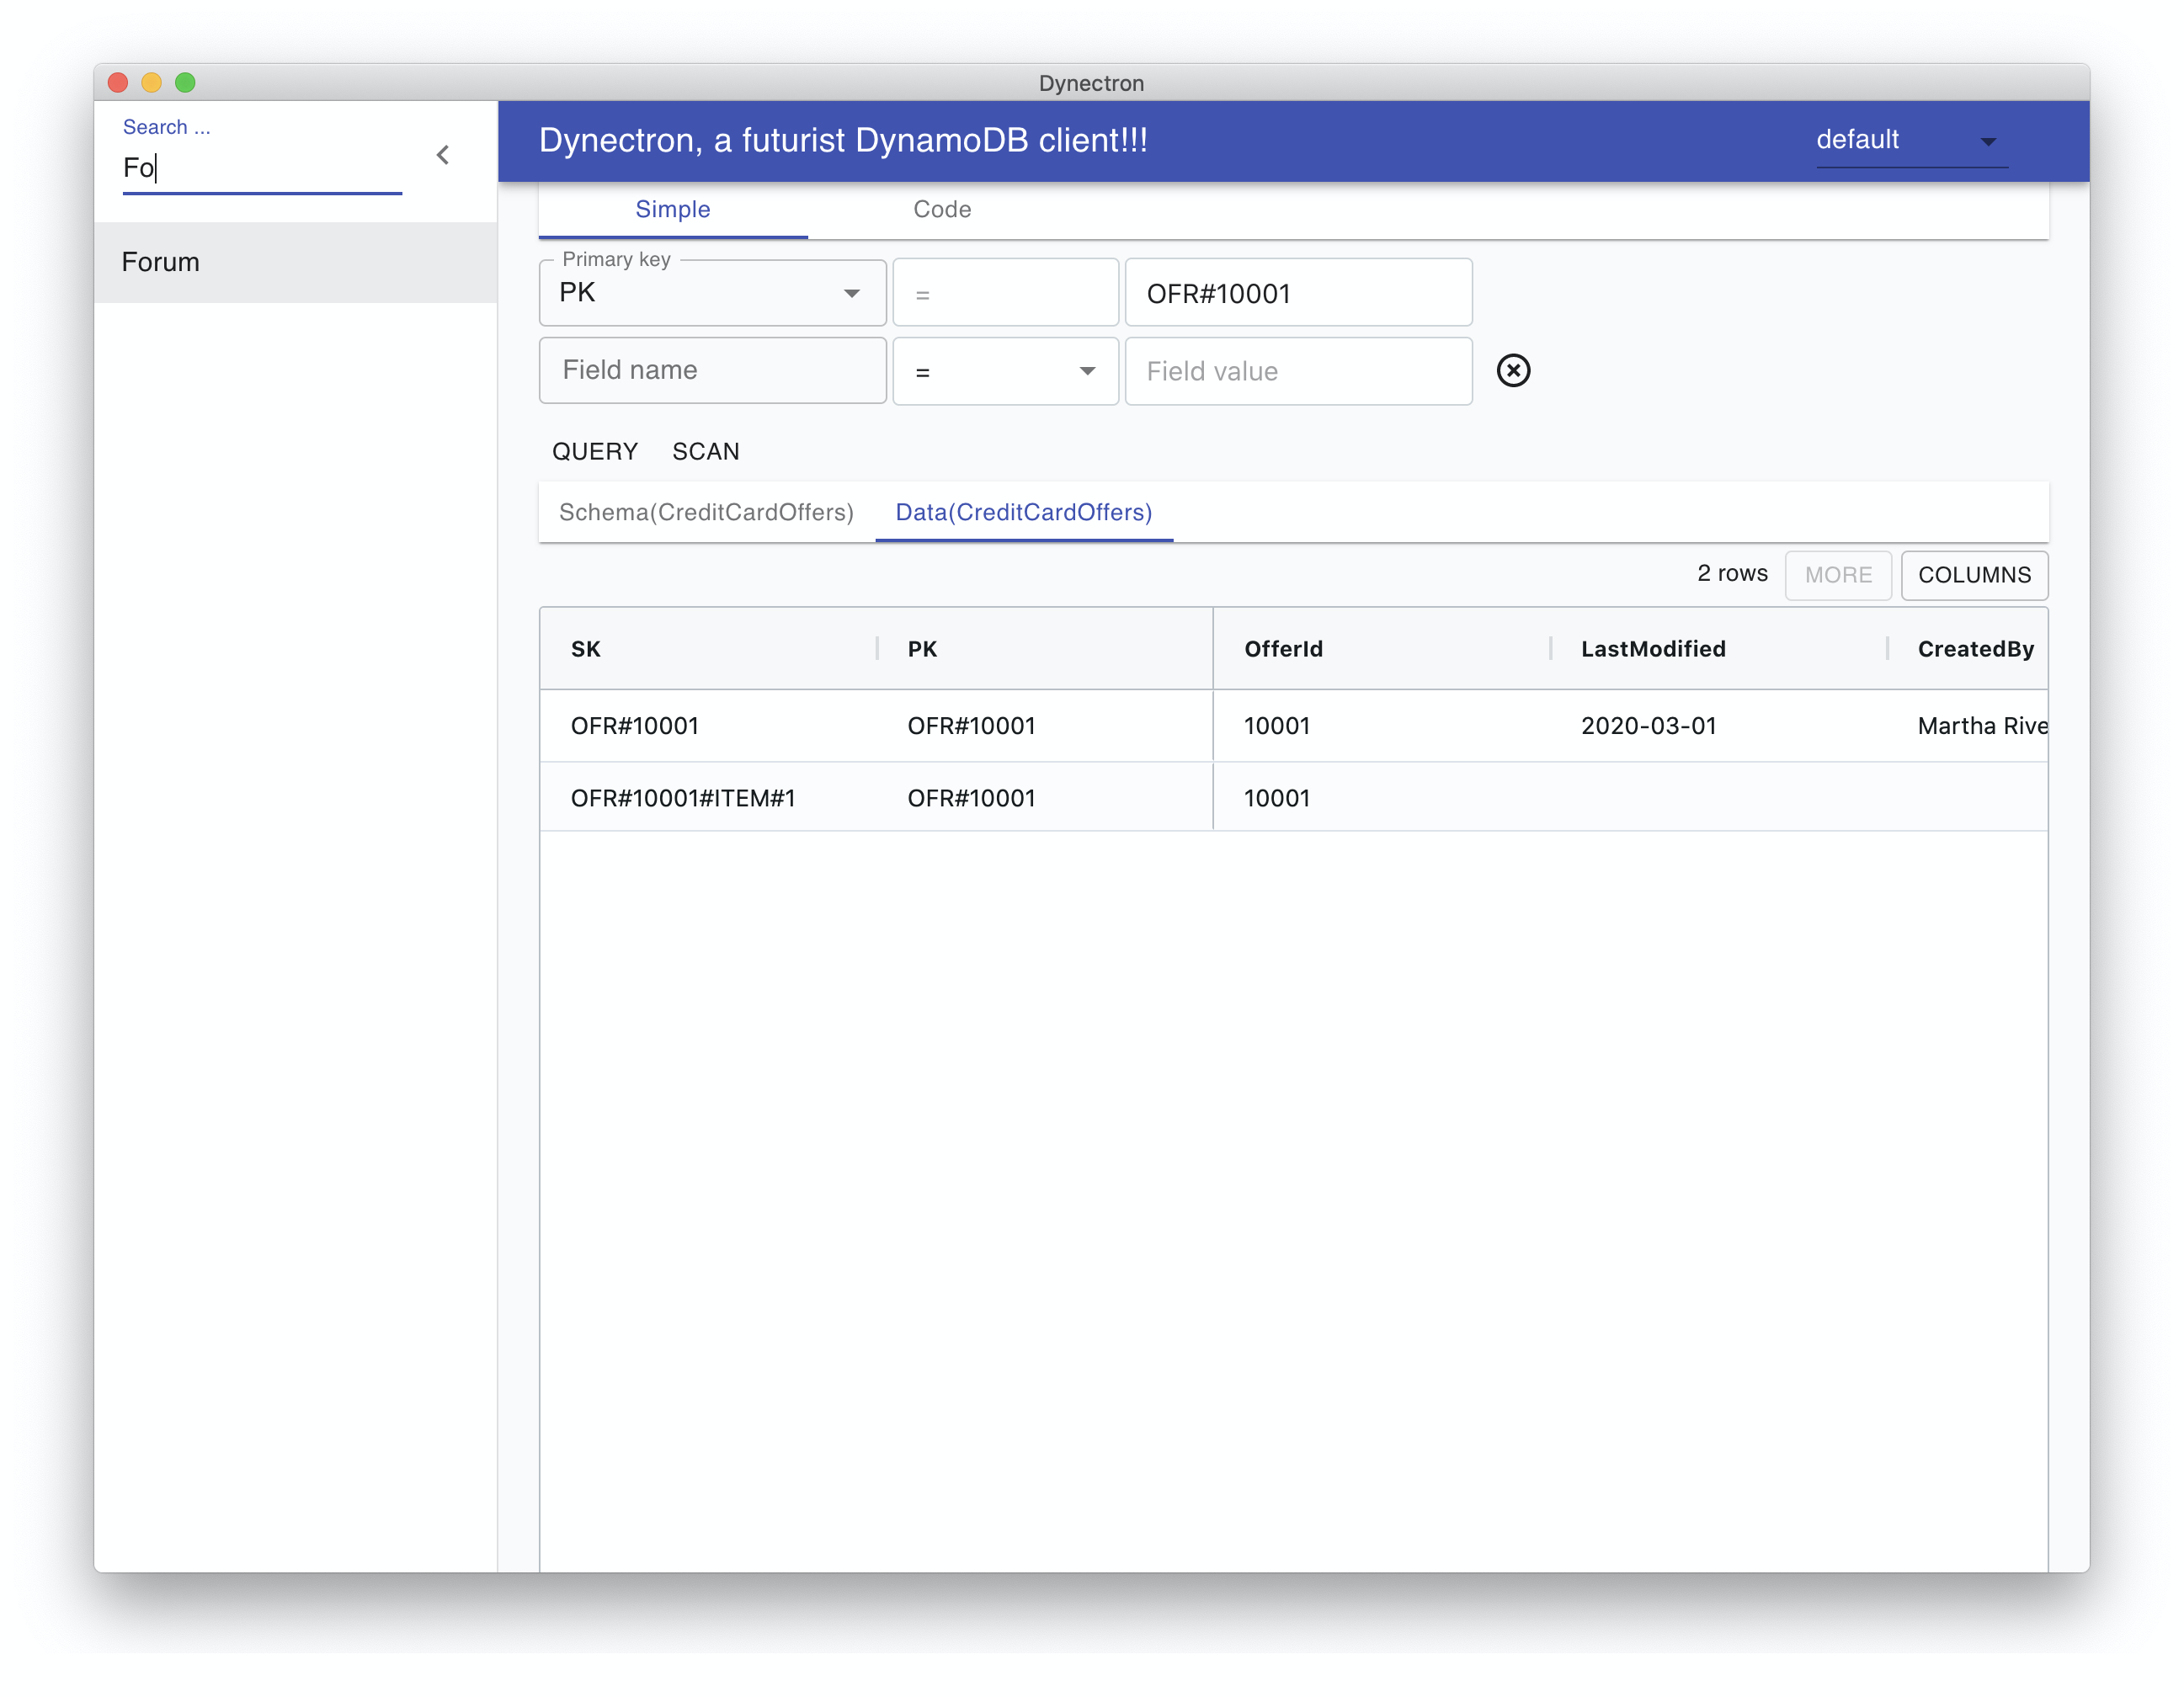 Dynectron
Search ...
Fo
Forum
Dynectron, a futurist DynamoDB client!!!
default
Simple
Code
Primary key
PK
=
OFR#10001
Field name
=
Field value
QUERY
SCAN
Schema(CreditCardOffers)
Data(CreditCardOffers)
2 rows
MORE
COLUMNS
SK PK OfferId LastModified CreatedBy
OFR#10001 OFR#10001 10001 2020-03-01 Martha Rive
OFR#10001#ITEM#1 OFR#10001 10001